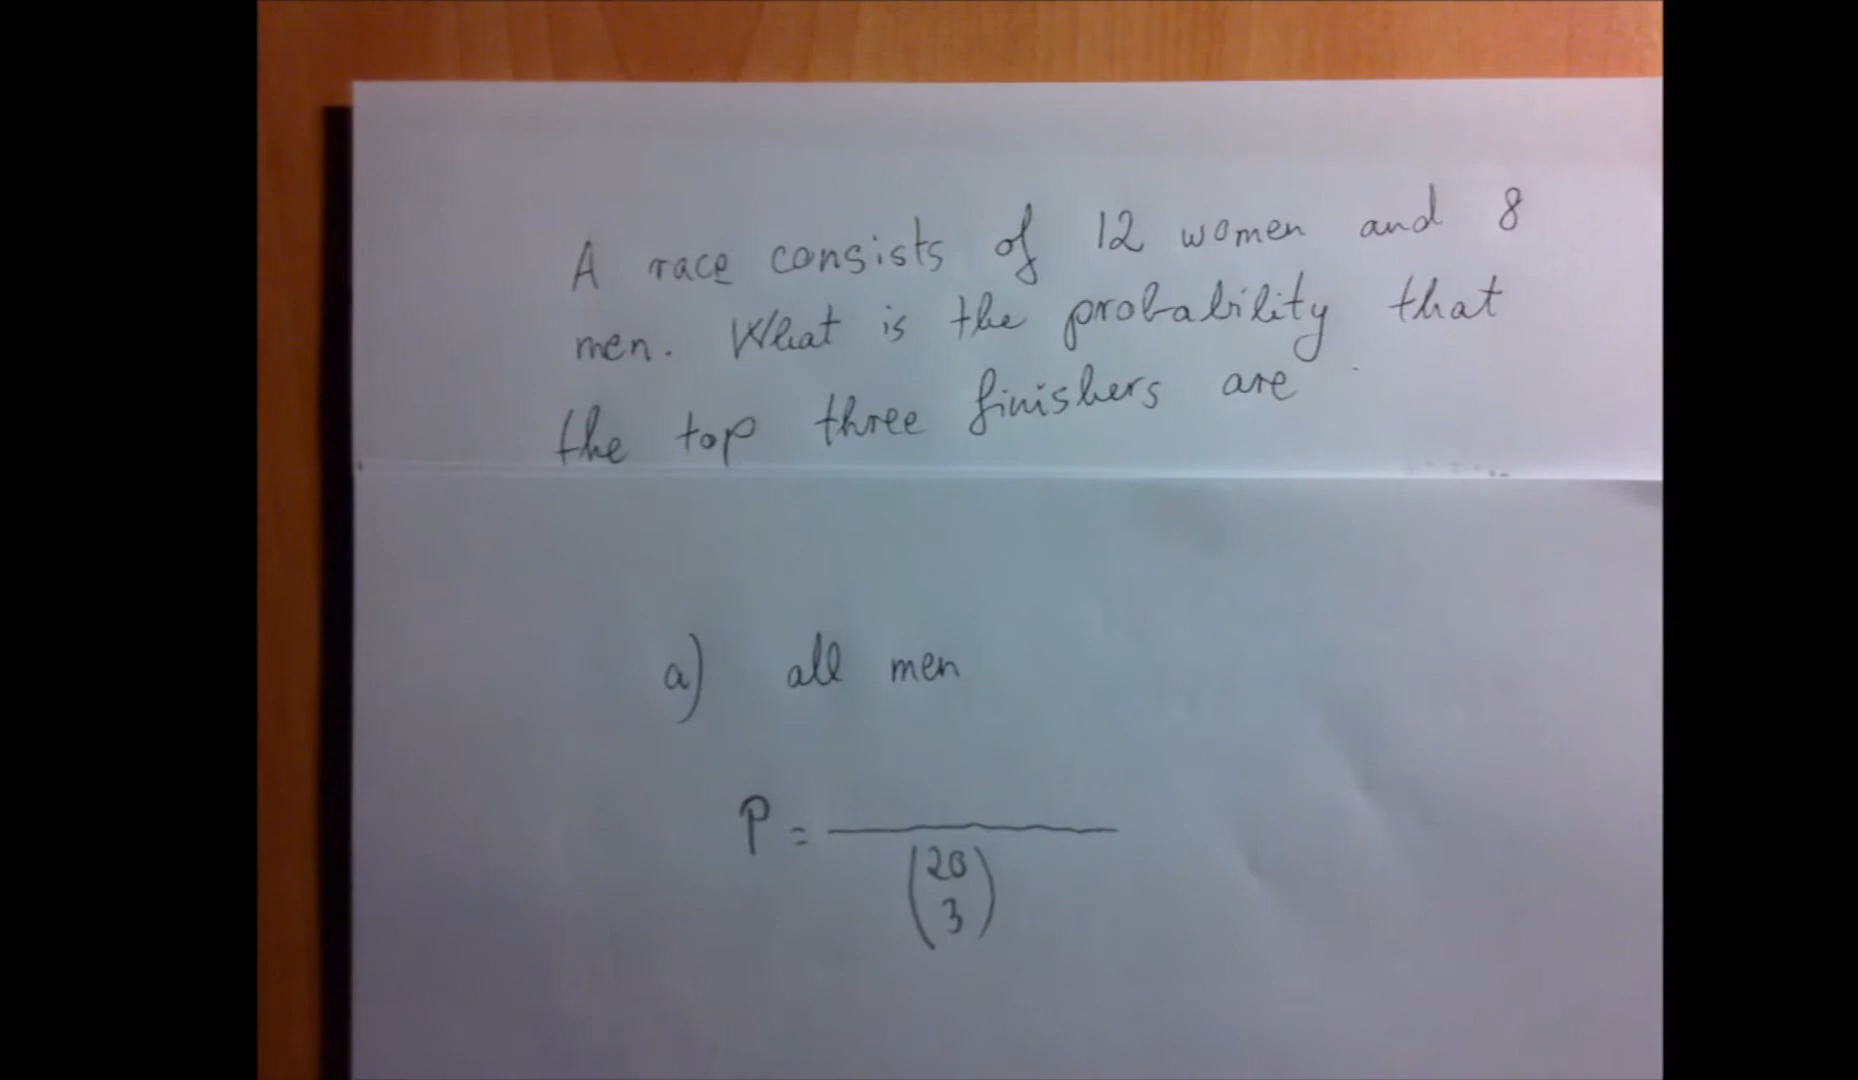 A race consists of 12 women and 8
men. What is the probability that
the top three finishers are
a) all men
P = ———
(20
3)